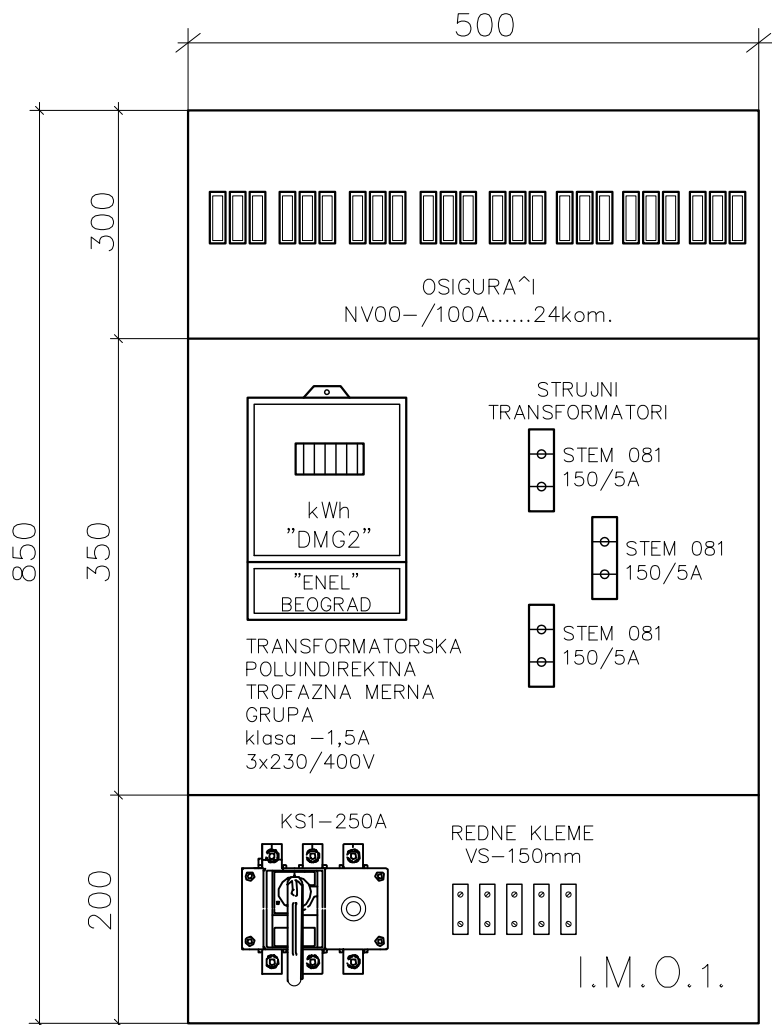 500
850
300
350
200
OSIGURA^I
NV00-/100A......24kom.
kWh
"DMG2"
"ENEL"
BEOGRAD
STRUJNI
TRANSFORMATORI
STEM 081
150/5A
STEM 081
150/5A
STEM 081
150/5A
TRANSFORMATORSKA
POLUINDIREKTNA
TROFAZNA MERNA
GRUPA
klasa -1,5A
3x230/400V
KS1-250A
REDNE KLEME
VS-150mm
I.M.O.1.